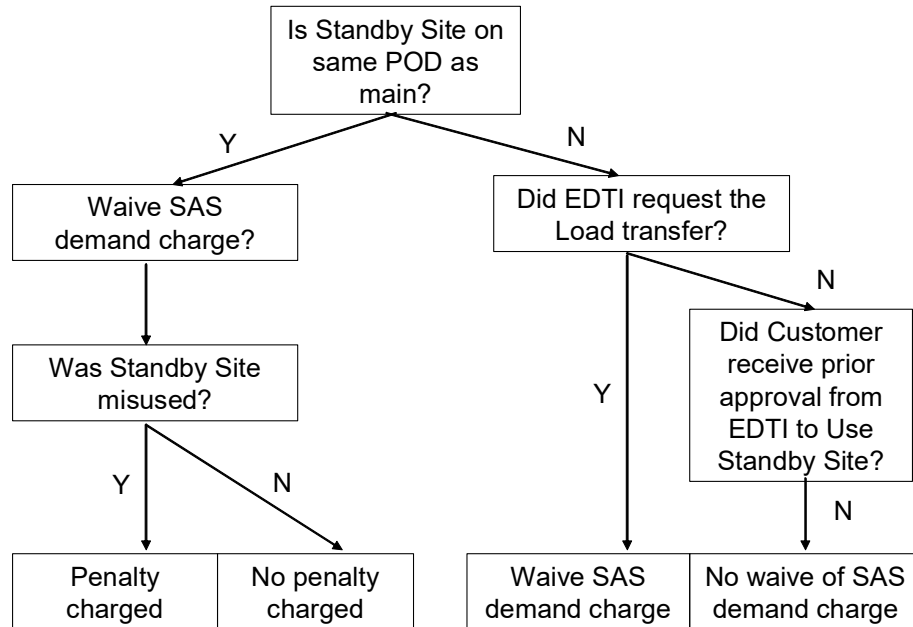 Is Standby Site on
same POD as
main?
Y
N
Waive SAS
demand charge?
Did EDTI request the
Load transfer?
N
Did Customer
receive prior
approval from
EDTI to Use
Standby Site?
Was Standby Site
misused?
Y
Y
N
N
Penalty
charged
No penalty
charged
Waive SAS
demand charge
No waive of SAS
demand charge